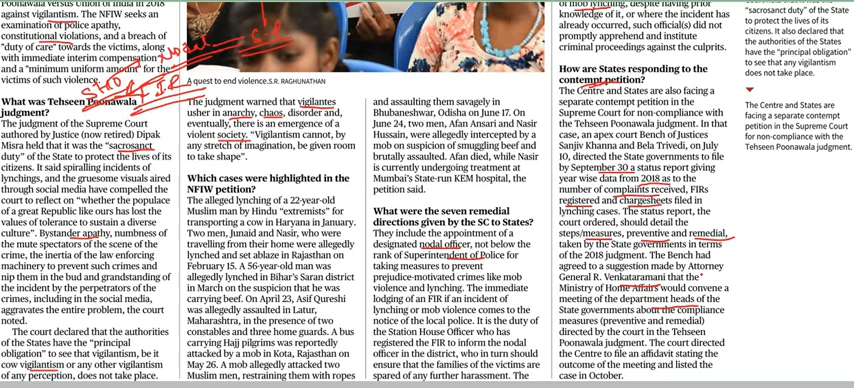 Poonawala versus Union of India in 2018
against vigilantism. The NFIW seeks an
examination of police apathy,
constitutional violations, and a breach of
"duty of care" towards the victims, along
with immediate interim compensation
and a "minimum uniform amount" for the
victims of such violence.
Nodal
SHO
F.I.R
What was Tehseen Poonawala
judgment?
The judgment of the Supreme Court
authored by Justice (now retired) Dipak
Misra held that it was the "sacrosanct
duty" of the State to protect the lives of its
citizens. It said spiralling incidents of
lynchings, and the gruesome visuals aired
through social media have compelled the
court to reflect on "whether the populace
of a great Republic like ours has lost the
values of tolerance to sustain a diverse
culture". Bystander apathy, numbness of
the mute spectators of the scene of the
crime, the inertia of the law enforcing
machinery to prevent such crimes and
nip them in the bud and grandstanding of
the incident by the perpetrators of the
crimes, including in the social media,
aggravates the entire problem, the court
noted.
The court declared that the authorities
of the States have the "principal
obligation" to see that vigilantism, be it
cow vigilantism or any other vigilantism
of any perception, does not take place.
A quest to end violence. S.R. RAGHUNATHAN
The judgment warned that vigilantes
usher in anarchy, chaos, disorder and,
eventually, there is an emergence of a
violent society. "Vigilantism cannot, by
any stretch of imagination, be given room
to take shape".
Which cases were highlighted in the
NFIW petition?
The alleged lynching of a 22-year-old
Muslim man by Hindu "extremists" for
transporting a cow in Haryana in January.
Two men, Junaid and Nasir, who were
travelling from their home were allegedly
lynched and set ablaze in Rajasthan on
February 15. A 56-year-old man was
allegedly lynched in Bihar's Saran district
in March on the suspicion that he was
carrying beef. On April 23, Asif Qureshi
was allegedly assaulted in Latur,
Maharashtra, in the presence of two
constables and three home guards. A bus
carrying Hajj pilgrims was reportedly
attacked by a mob in Kota, Rajasthan on
May 26. A mob allegedly attacked two
Muslim men, restraining them with ropes
and assaulting them savagely in
Bhubaneshwar, Odisha on June 17. On
June 24, two men, Afan Ansari and Nasir
Hussain, were allegedly intercepted by a
mob on suspicion of smuggling beef and
brutally assaulted. Afan died, while Nasir
is currently undergoing treatment at
Mumbai's State-run KEM hospital, the
petition said.
What were the seven remedial
directions given by the SC to States?
They include the appointment of a
designated nodal officer, not below the
rank of Superintendent of Police for
taking measures to prevent
prejudice-motivated crimes like mob
violence and lynching. The immediate
lodging of an FIR if an incident of
lynching or mob violence comes to the
notice of the local police. It is the duty of
the Station House Officer who has
registered the FIR to inform the nodal
officer in the district, who in turn should
ensure that the families of the victims are
spared of any further harassment. The
of mob lynching, despite having prior
knowledge of it, or where the incident has
already occurred, such official(s) did not
promptly apprehend and institute
criminal proceedings against the culprits.
How are States responding to the
contempt petition?
The Centre and States are also facing a
separate contempt petition in the
Supreme Court for non-compliance with
the Tehseen Poonawala judgment. In that
case, an apex court Bench of Justices
Sanjiv Khanna and Bela Trivedi, on July
10, directed the State governments to file
by September 30 a status report giving
year wise data from 2018 as to the
number of complaints received, FIRs
registered and chargesheets filed in
lynching cases. The status report, the
court ordered, should detail the
steps/measures, preventive and remedial,
taken by the State governments in terms
of the 2018 judgment. The Bench had
agreed to a suggestion made by Attorney
General R. Venkataramani that the
Ministry of Home Affairs would convene a
meeting of the department heads of the
State governments about the compliance
measures (preventive and remedial)
directed by the court in the Tehseen
Poonawala judgment. The court directed
the Centre to file an affidavit stating the
outcome of the meeting and listed the
case in October.
"sacrosanct duty" of the State
to protect the lives of its
citizens. It also declared that
the authorities of the States
have the "principal obligation"
to see that any vigilantism
does not take place.
The Centre and States are
facing a separate contempt
petition in the Supreme Court
for non-compliance with
Tehseen Poonawala judgment.